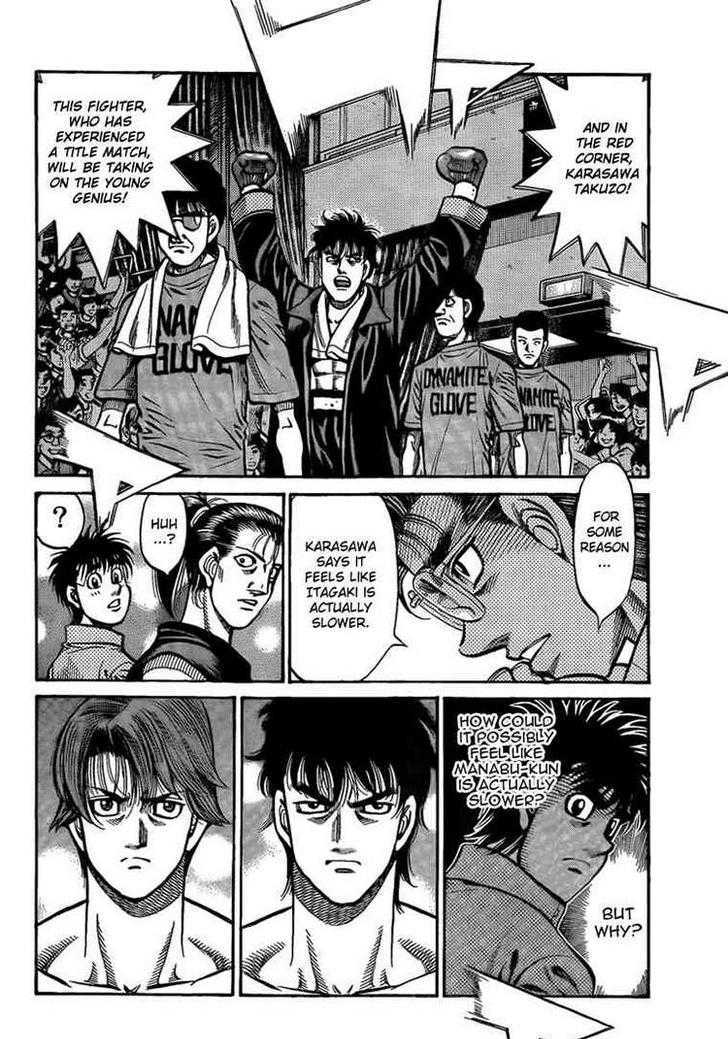 AND IN
THE RED
CORNER,
KARASAWA
TAKUZO!
THIS FIGHTER,
WHO HAS
EXPERIENCED
A TITLE MATCH,
WILL BE TAKING
ON THE YOUNG
GENIUS!
NAM
GLOVE
DYNAMITE
GLOVE
NAMITE
GLOVE
FOR
SOME
REASON
...
KARASAWA
SAYS IT
FEELS LIKE
ITAGAKI IS
ACTUALLY
SLOWER.
HUH
...?
?
HOW COULD
IT POSSIBLY
FEEL LIKE
MANABU-KUN
IS ACTUALLY
SLOWER?
BUT
WHY?